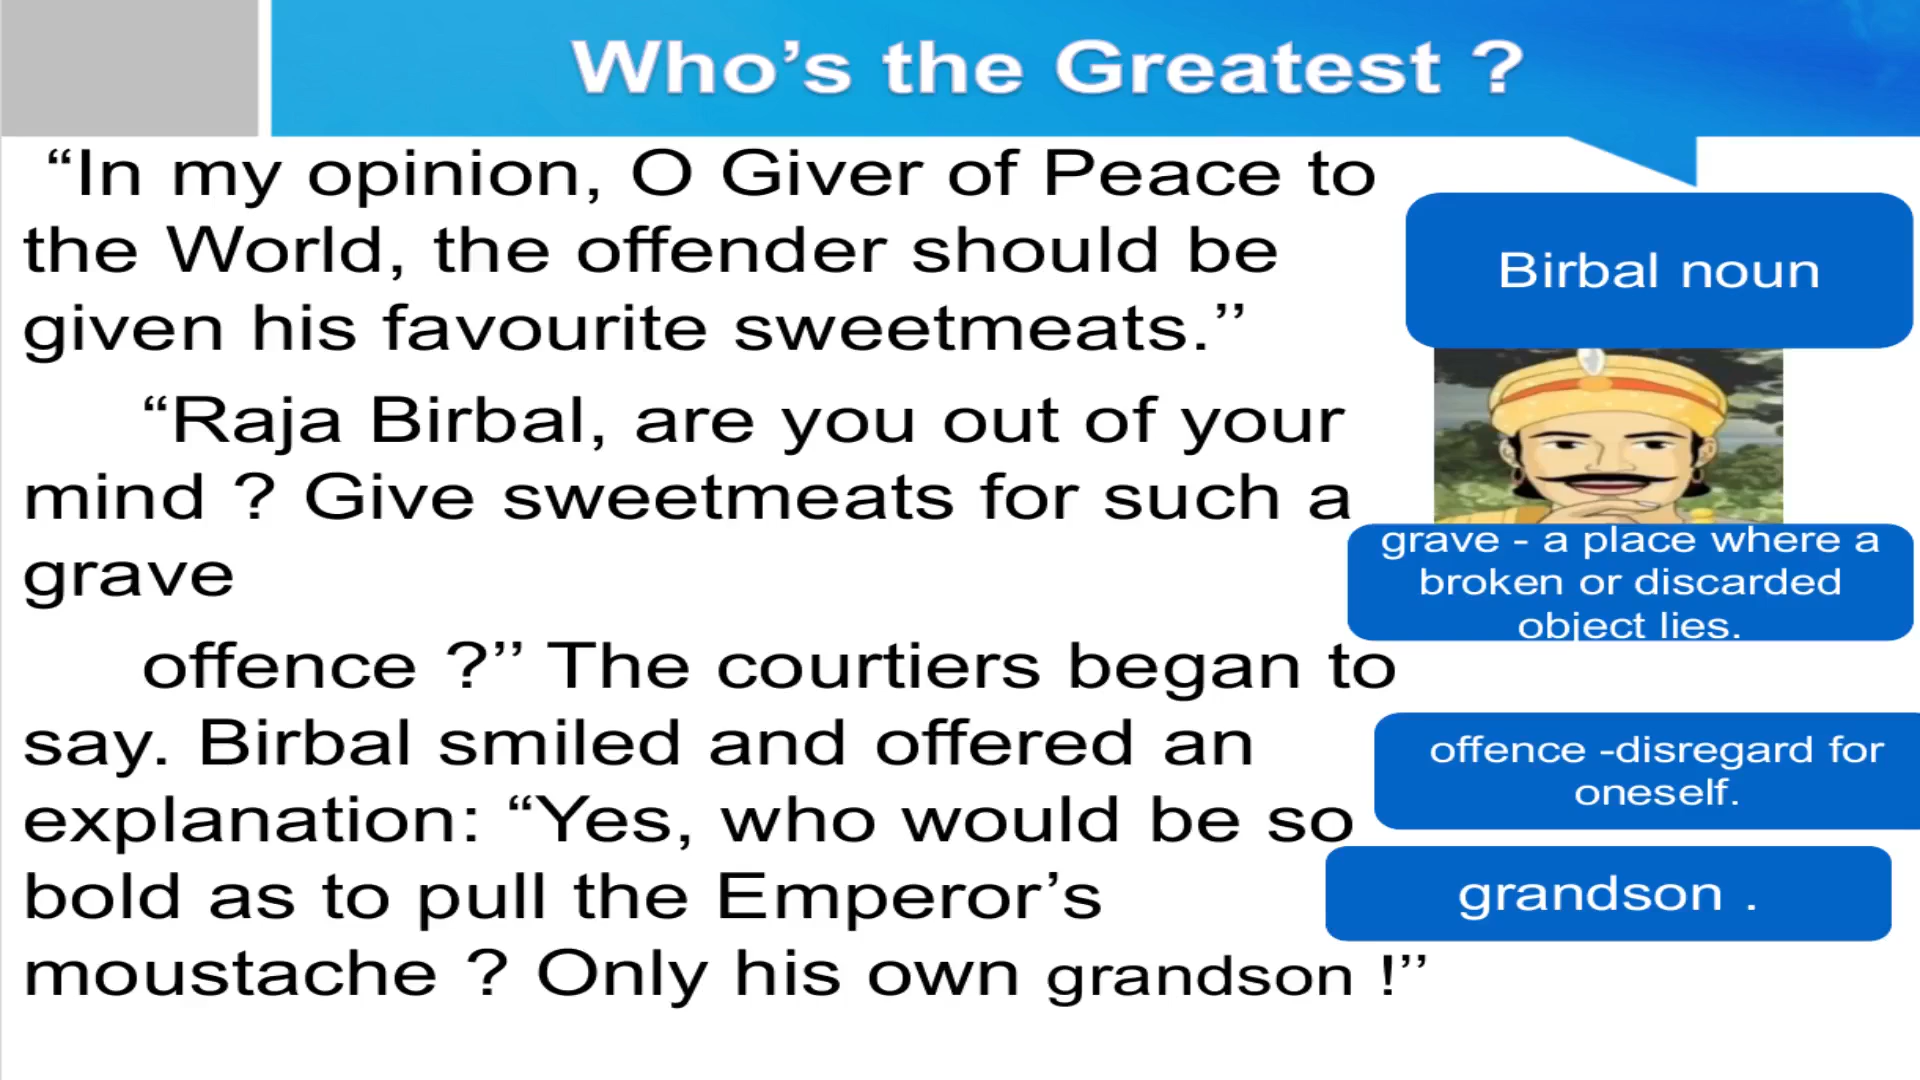 Who’s the Greatest ?
“In my opinion, O Giver of Peace to
the World, the offender should be
given his favourite sweetmeats.’’
“Raja Birbal, are you out of your
mind ? Give sweetmeats for such a
grave
offence ?’’ The courtiers began to
say. Birbal smiled and offered an
explanation: “Yes, who would be so
bold as to pull the Emperor’s
moustache ? Only his own grandson !’’
Birbal noun
grave - a place where a
broken or discarded
object lies.
offence -disregard for
oneself.
grandson .